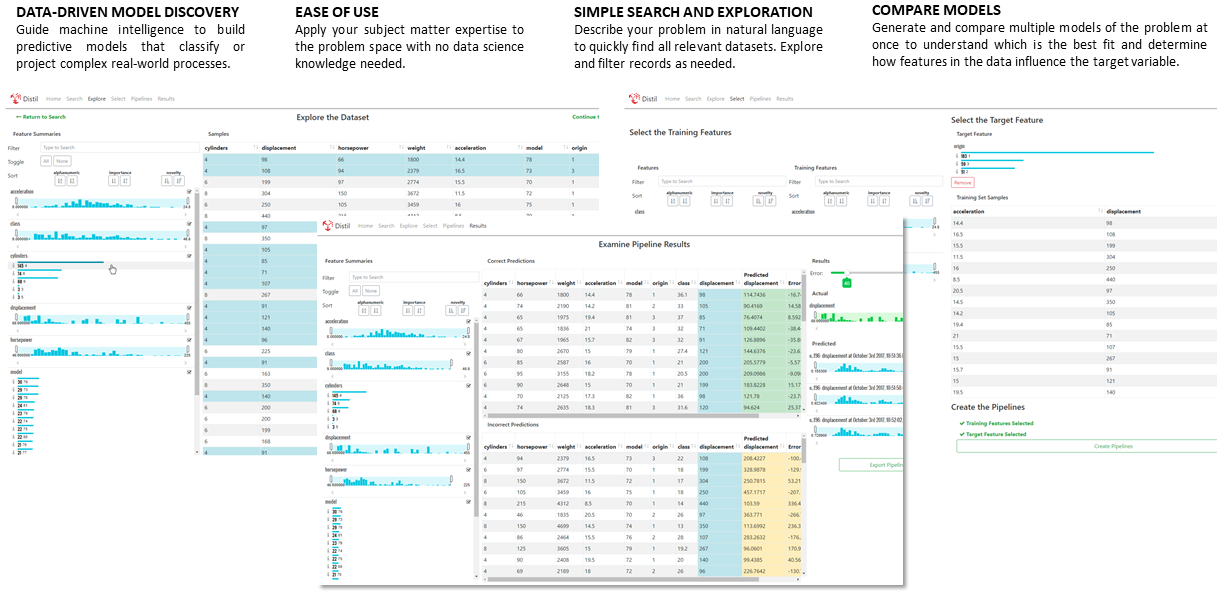 DATA-DRIVEN MODEL DISCOVERY
Guide machine intelligence to build
predictive models that classify or
project complex real-world processes.
EASE OF USE
Apply your subject matter expertise to
the problem space with no data science
knowledge needed.
SIMPLE SEARCH AND EXPLORATION
Describe your problem in natural language
to quickly find all relevant datasets. Explore
and filter records as needed.
COMPARE MODELS
Generate and compare multiple models of the problem at
once to understand which is the best fit and determine
how features in the data influence the target variable.
Distil Home Search Explore Select Pipelines Results
Return to Search
Explore the Dataset
Continue t
Feature Summaries
Filter Type to Search
Toggle All None
Sort alphanumeric importance novelty
acceleration
class
cylinders
displacement
horsepower
model
Samples
cylinders displacement horsepower weight acceleration model origin
4 98 66 1800 14.4 78 1
4 108 94 2379 16.5 73 3
6 199 97 2774 15.5 70 1
8 304 150 3672 11.5 72 1
6 250 105 3459 16 75 1
8 440
4 97
8 350
4 105
4 85
4 71
4 107
8 267
4 91
4 121
4 140
4 96
6 225
4 91
6 163
8 350
4 140
6 200
6 200
6 199
6 168
4 91
Distil Home Search Explore Select Pipelines Results
Examine Pipeline Results
Feature Summaries
Filter Type to Search
Toggle All None
Sort alphanumeric importance novelty
acceleration
class
cylinders
displacement
horsepower
model
Correct Predictions
cylinders horsepower weight acceleration model origin class displacement Predicted displacement Error
4 66 1800 14.4 78 1 36.1 98 114.7436 -16.7
4 74 2190 14.2 81 2 33 105 90.4169 14.58
4 65 1975 19.4 81 3 37 85 76.4074 8.592
4 65 1836 21 74 3 32 71 109.4402 -38.4
4 67 1965 15.7 82 3 32 91 126.8896 -35.8
4 80 2670 15 79 1 27.4 121 144.6376 -23.6
6 85 2587 16 70 1 21 200 205.5779 -5.57
6 95 3155 18.2 78 1 20.5 200 209.0986 -9.09
6 90 2648 15 70 1 21 199 183.8228 15.17
4 70 2125 17.3 82 1 36 98 121.78 -23.7
4 74 2635 18.3 81 3 31.6 120 94.624 25.37
Incorrect Predictions
cylinders horsepower weight acceleration model origin class displacement Predicted displacement Error
4 94 2379 16.5 73 3 22 108 208.4227 -100.
6 97 2774 15.5 70 1 18 199 328.9878 -129.
8 150 3672 11.5 72 1 17 304 250.7815 53.21
6 105 3459 16 75 1 18 250 457.1717 -207.
8 215 4312 8.5 70 1 14 440 103.59 336.4
4 46 1835 20.5 70 2 26 97 363.771 -266.
8 150 4699 14.5 74 1 13 350 113.6992 236.3
4 86 2464 15.5 76 2 28 107 283.2632 -176.
8 125 3605 15 79 1 19.2 267 96.0601 170.9
4 90 2408 19.5 72 1 20 140 99.4385 40.56
4 69 2189 18 72 2 26 96 226.7642 -130.
Results
Error:
Actual
displacement
Predicted
Export Pipelin
Distil Home Search Explore Select Pipelines Results
Select the Training Features
Features
Filter Type to Search
Sort alphanumeric importance novelty
class
Training Features
Filter Type to Search
Sort alphanumeric importance novelty
acceleration
Select the Target Feature
Target Feature
origin
Remove
Training Set Samples
acceleration displacement
14.4 98
16.5 108
15.5 199
11.5 304
16 250
8.5 440
20.5 97
14.5 350
14.2 105
19.4 85
21 71
15.5 107
15 267
15.7 91
15 121
19.5 140
Create the Pipelines
Training Features Selected
Target Feature Selected
Create Pipelines